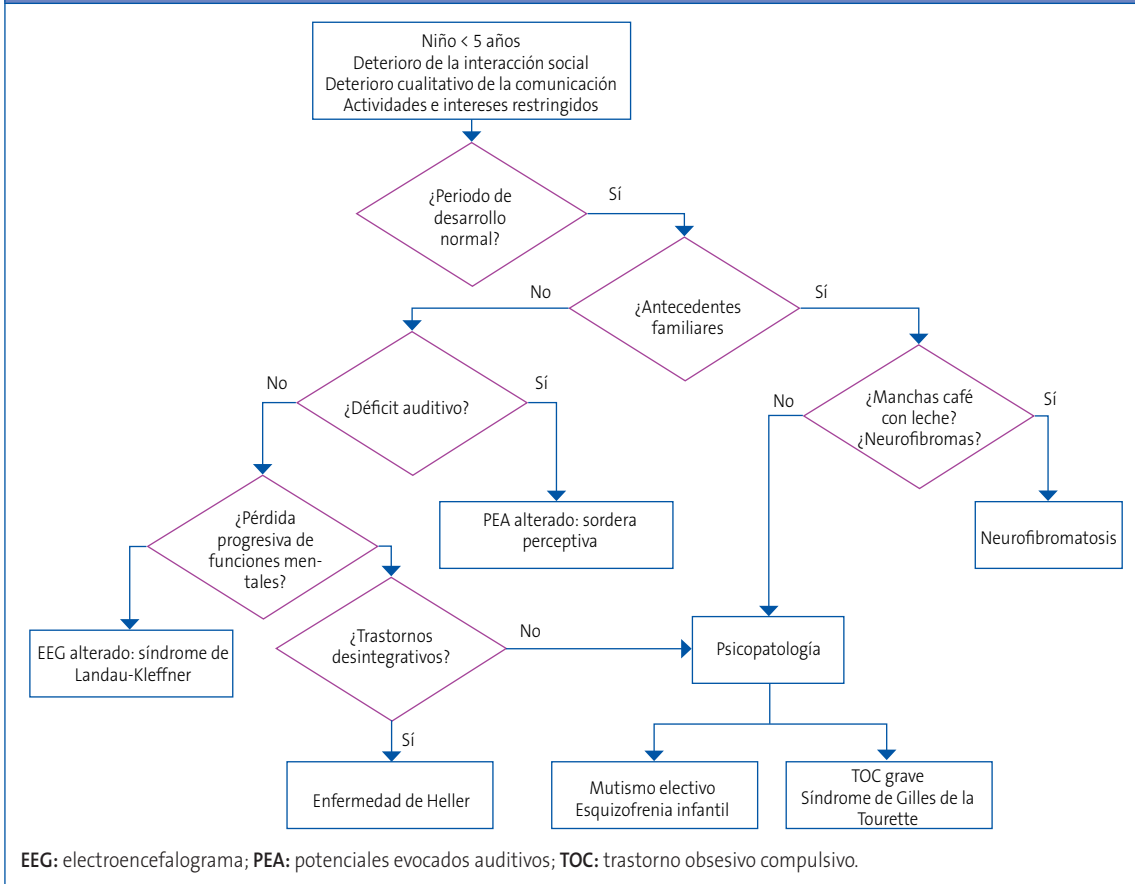 Niño < 5 años
Deterioro de la interacción social
Deterioro cualitativo de la comunicación
Actividades e intereses restringidos
¿Periodo de
desarrollo
normal?
Sí
¿Antecedentes
familiares
No
Sí
¿Déficit auditivo?
No
Sí
¿Manchas café
con leche?
¿Neurofibromas?
No
Sí
¿Pérdida
progresiva de
funciones men-
tales?
PEA alterado: sordera
perceptiva
Neurofibromatosis
EEG alterado: síndrome de
Landau-Kleffner
¿Trastornos
desintegrativos?
No
Psicopatología
Sí
Enfermedad de Heller
Mutismo electivo
Esquizofrenia infantil
TOC grave
Síndrome de Gilles de la
Tourette
EEG: electroencefalograma; PEA: potenciales evocados auditivos; TOC: trastorno obsesivo compulsivo.